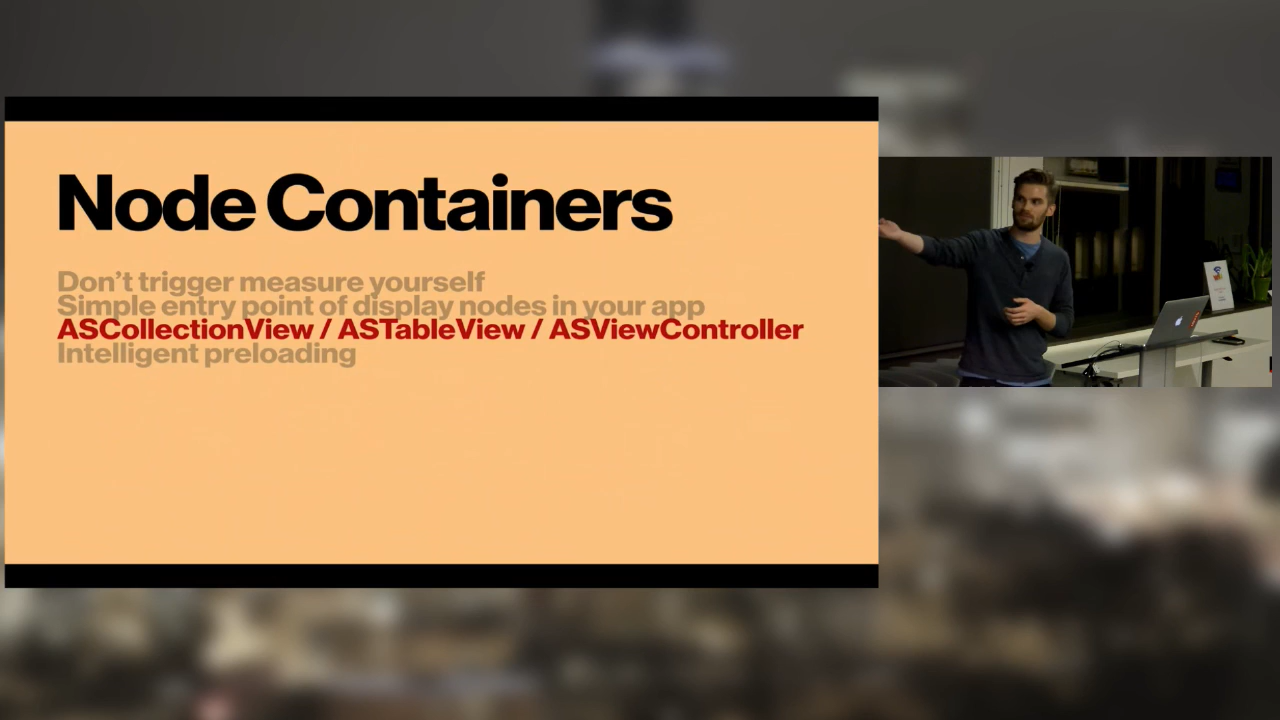 Node Containers
Don’t trigger measure yourself
Simple entry point of display nodes in your app
ASCollectionView / ASTableView / ASViewController
Intelligent preloading